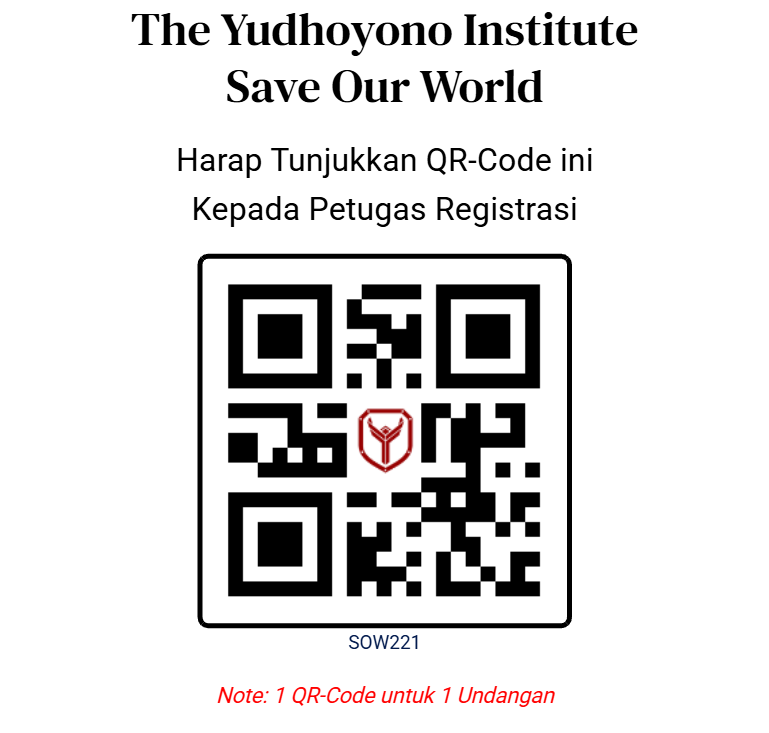 The Yudhoyono Institute
Save Our World
Harap Tunjukkan QR-Code ini
Kepada Petugas Registrasi
SOW221
Note: 1 QR-Code untuk 1 Undangan